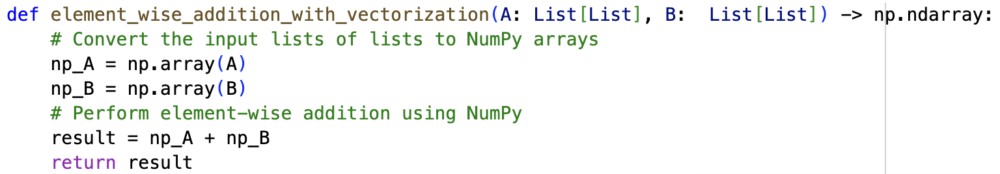 def element_wise_addition_with_vectorization(A: List[List], B:  List[List]) -> np.ndarray:
    # Convert the input lists of lists to NumPy arrays
    np_A = np.array(A)
    np_B = np.array(B)
    # Perform element-wise addition using NumPy
    result = np_A + np_B
    return result